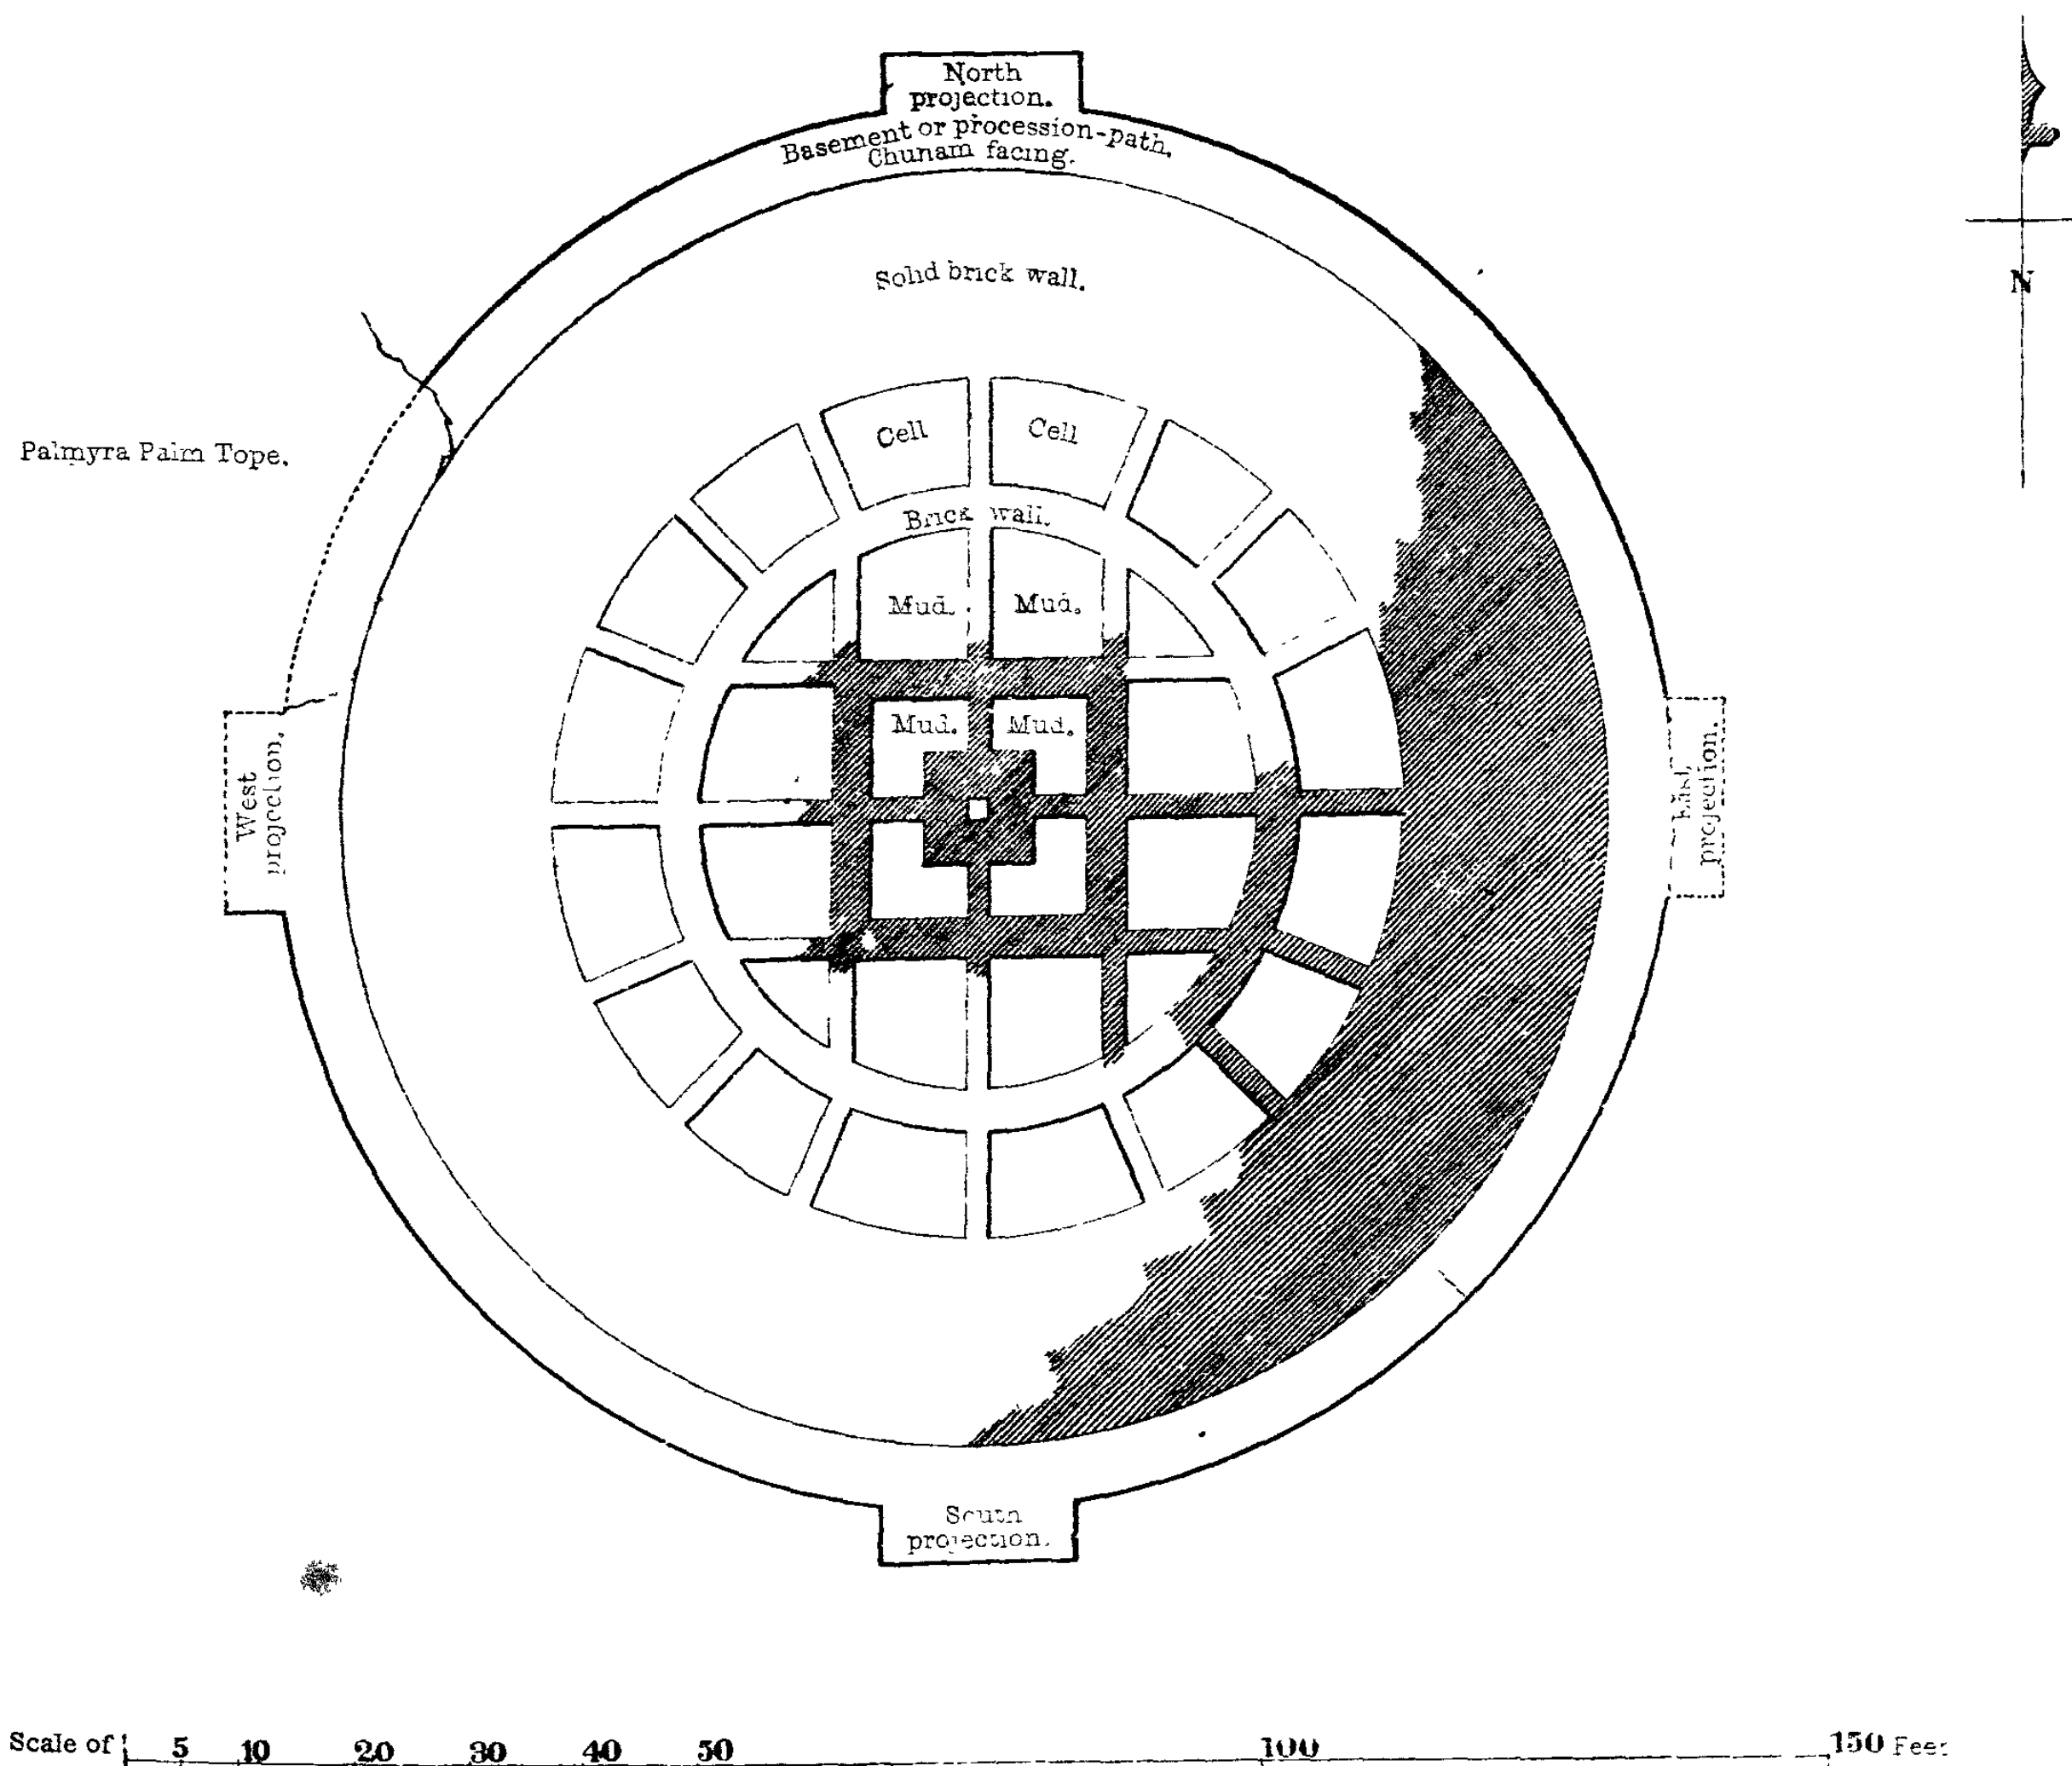 North
projection.
Basement or procession-path.
Chunam facing.
N
Solid brick wall.
Palmyra Palm Tope.
Cell Cell
Brick wall.
Mud. Mud.
Mud. Mud.
West
projection.
East
projection.
South
projection.
Scale of 5 10 20 30 40 50 100 150 Feet